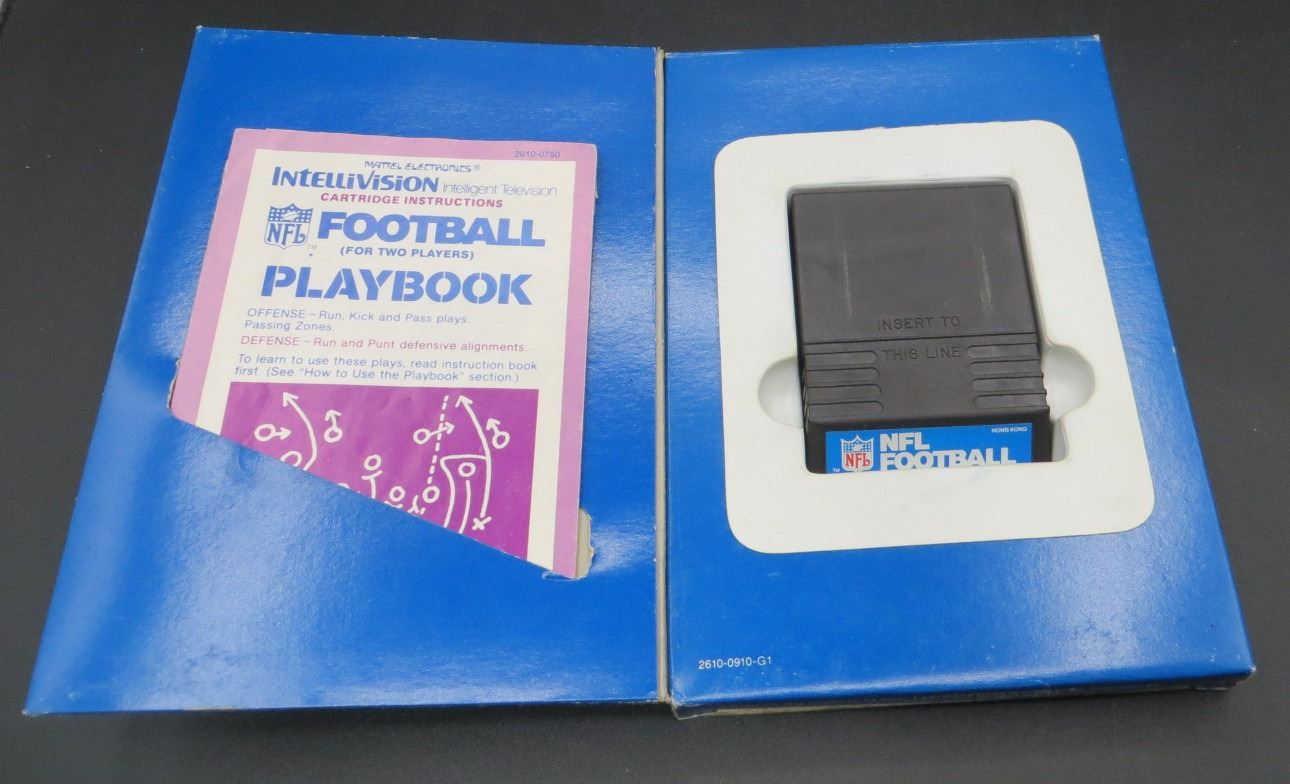 2610-0750
MATTEL ELECTRONICS®
INTELLIVISION Intelligent Television
CARTRIDGE INSTRUCTIONS
NFL FOOTBALL
TM
(FOR TWO PLAYERS)
PLAYBOOK
OFFENSE – Run, Kick and Pass plays.
Passing Zones.
DEFENSE – Run and Punt defensive alignments.
To learn to use these plays, read instruction book
first. (See "How to Use the Playbook" section.)
INSERT TO
THIS LINE
HONG KONG
NFL
TM
NFL
FOOTBALL
2610-0910-G1